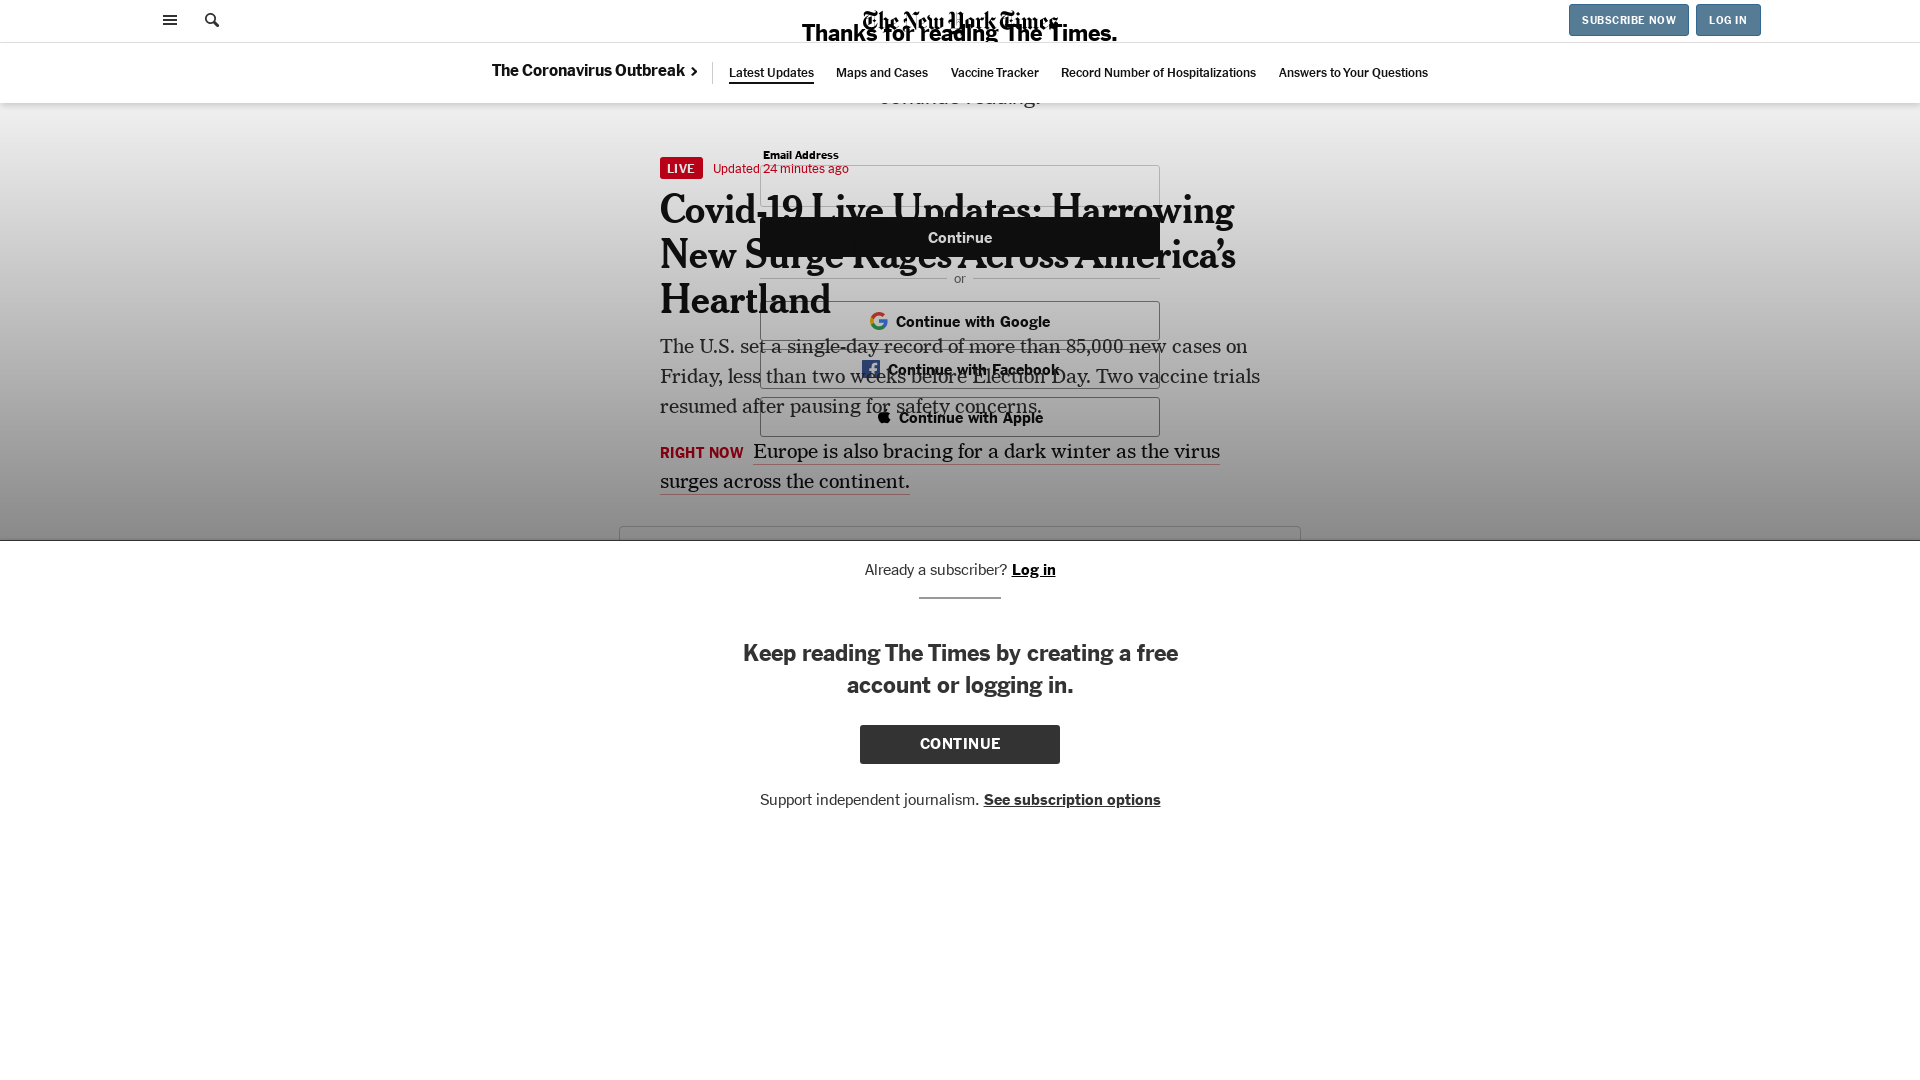 The New York Times
Thanks for reading The Times.
SUBSCRIBE NOW
LOG IN
The Coronavirus Outbreak
Latest Updates
Maps and Cases
Vaccine Tracker
Record Number of Hospitalizations
Answers to Your Questions
continue reading.
Email Address
LIVE
Updated 24 minutes ago
Covid-19 Live Updates: Harrowing
New Surge Rages Across America’s
Heartland
Continue
or
Continue with Google
Continue with Facebook
Continue with Apple
The U.S. set a single-day record of more than 85,000 new cases on
Friday, less than two weeks before Election Day. Two vaccine trials
resumed after pausing for safety concerns.
RIGHT NOW Europe is also bracing for a dark winter as the virus
surges across the continent.
Already a subscriber? Log in
Keep reading The Times by creating a free
account or logging in.
CONTINUE
Support independent journalism. See subscription options